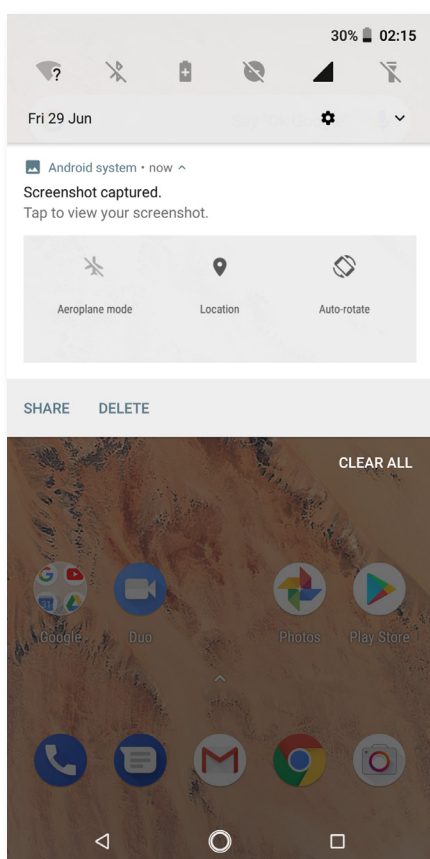 30% 02:15
Fri 29 Jun
Android system • now
Screenshot captured.
Tap to view your screenshot.
Aeroplane mode Location Auto-rotate
SHARE DELETE
CLEAR ALL
Google Duo Photos Play Store